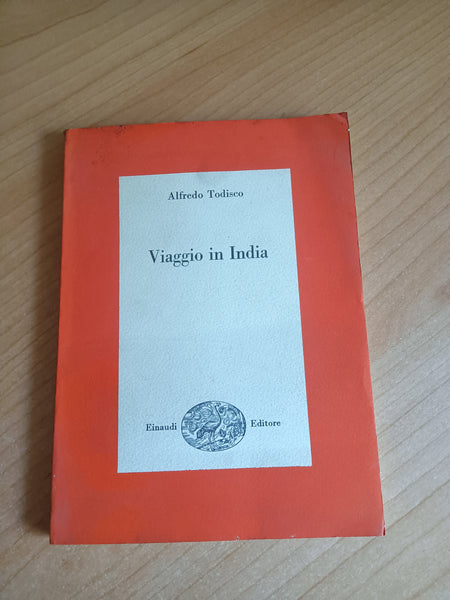 Alfredo Todisco
Viaggio in India
Einaudi Editore